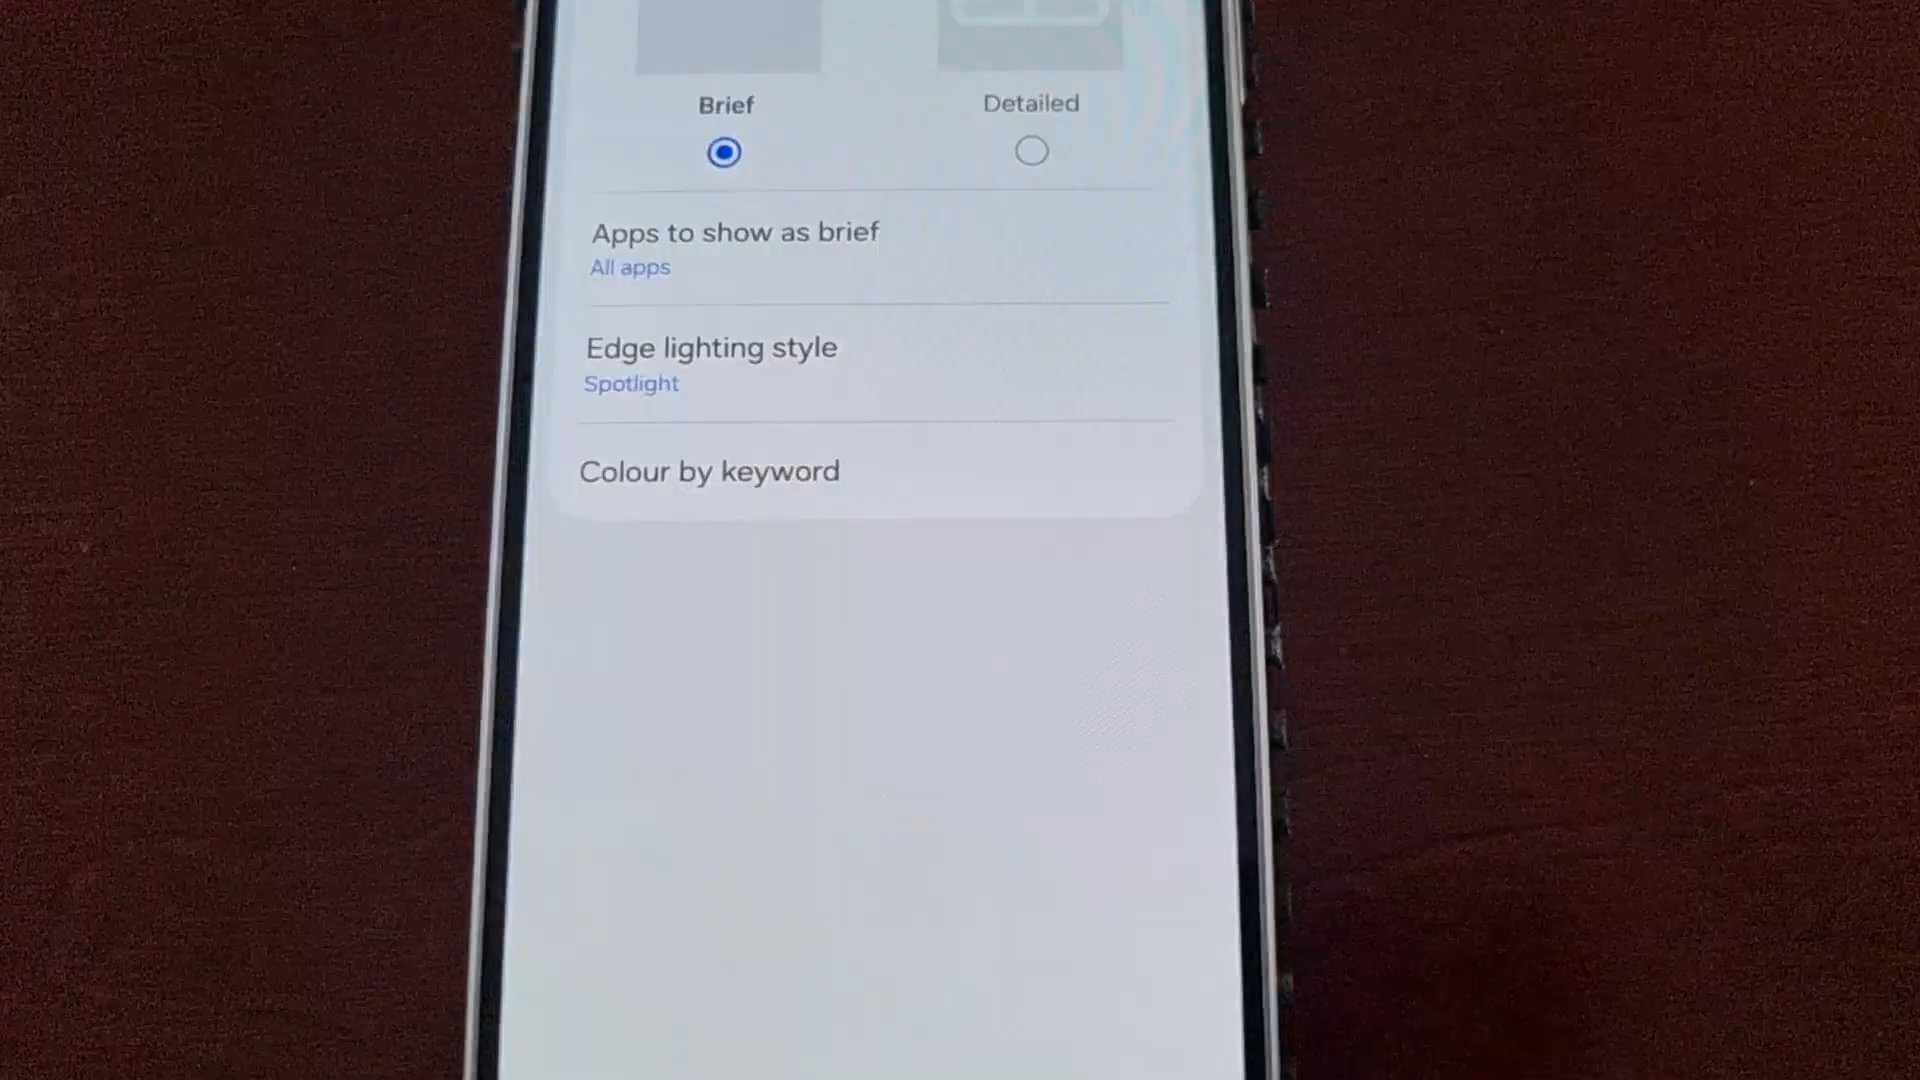 Brief
Detailed
Apps to show as brief
All apps
Edge lighting style
Spotlight
Colour by keyword